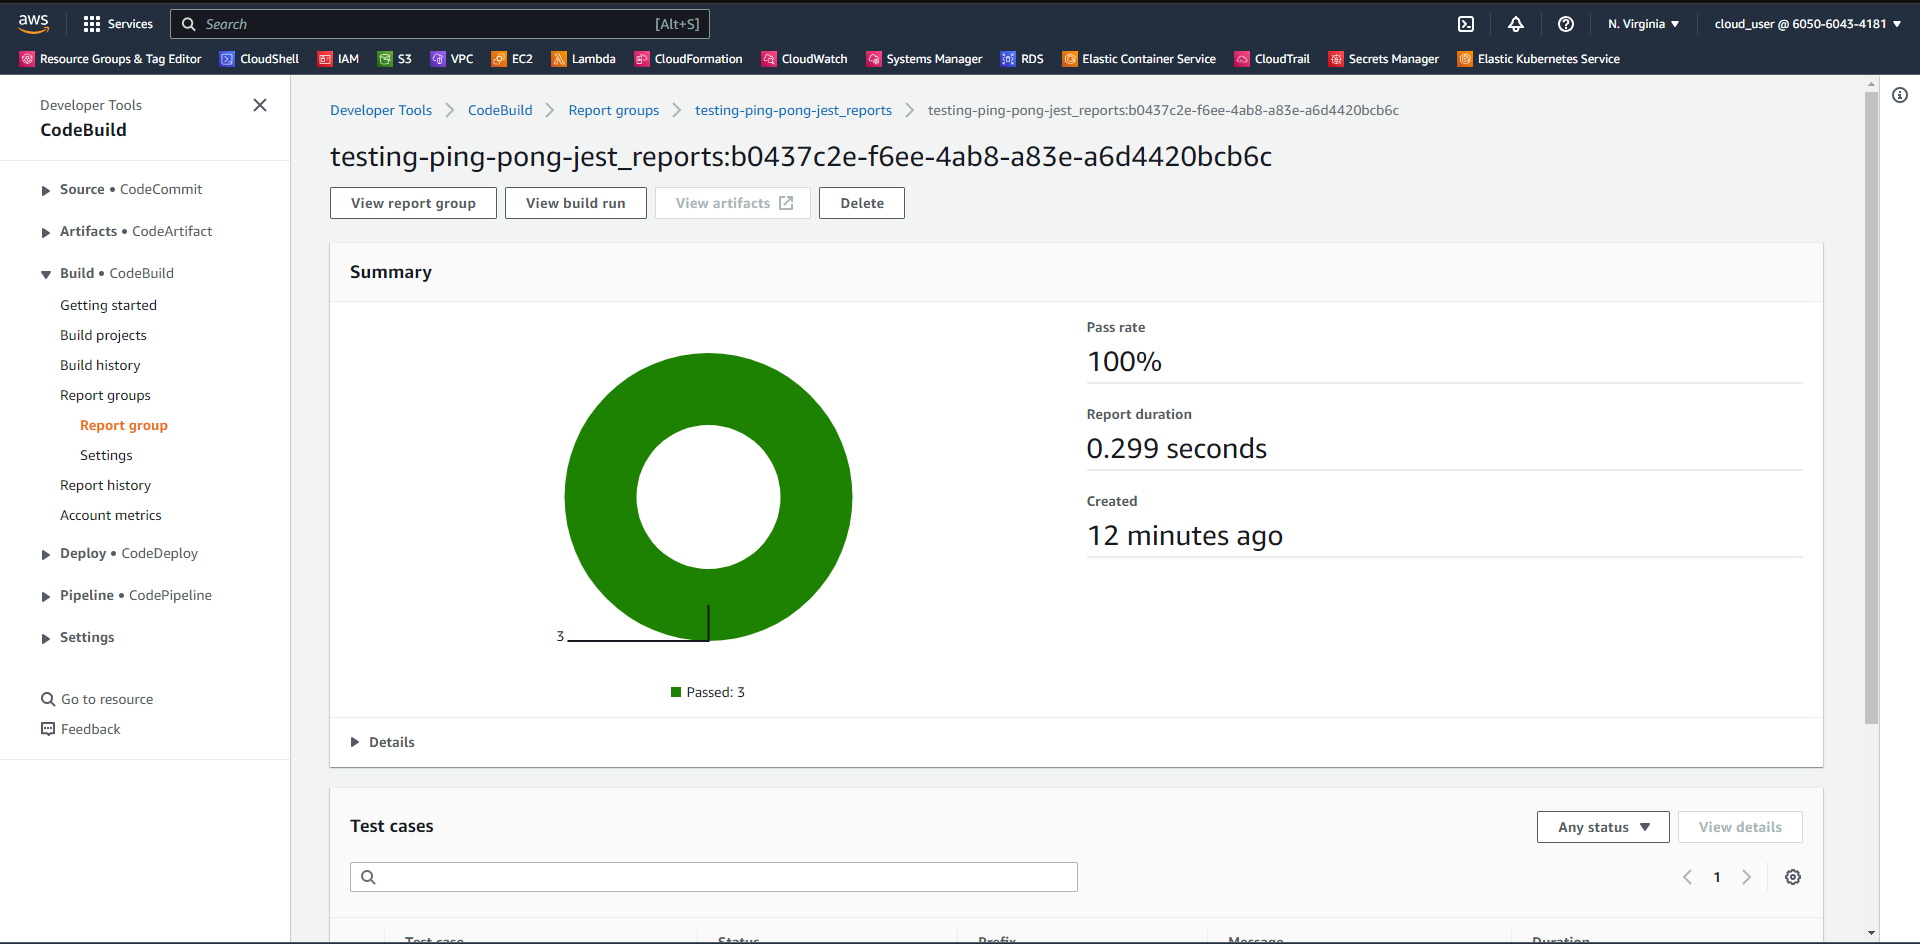 aws
Services
Search
[Alt+S]
N. Virginia
cloud_user @ 6050-6043-4181
Resource Groups & Tag Editor
CloudShell
IAM
S3
VPC
EC2
Lambda
CloudFormation
CloudWatch
Systems Manager
RDS
Elastic Container Service
CloudTrail
Secrets Manager
Elastic Kubernetes Service
Developer Tools
CodeBuild
Source • CodeCommit
Artifacts • CodeArtifact
Build • CodeBuild
Getting started
Build projects
Build history
Report groups
Report group
Settings
Report history
Account metrics
Deploy • CodeDeploy
Pipeline • CodePipeline
Settings
Go to resource
Feedback
Developer Tools
CodeBuild
Report groups
testing-ping-pong-jest_reports
testing-ping-pong-jest_reports:b0437c2e-f6ee-4ab8-a83e-a6d4420bcb6c
testing-ping-pong-jest_reports:b0437c2e-f6ee-4ab8-a83e-a6d4420bcb6c
View report group
View build run
View artifacts
Delete
Summary
3
Passed: 3
Pass rate
100%
Report duration
0.299 seconds
Created
12 minutes ago
Details
Test cases
Any status
View details
1
Test case
Status
Prefix
Message
Duration